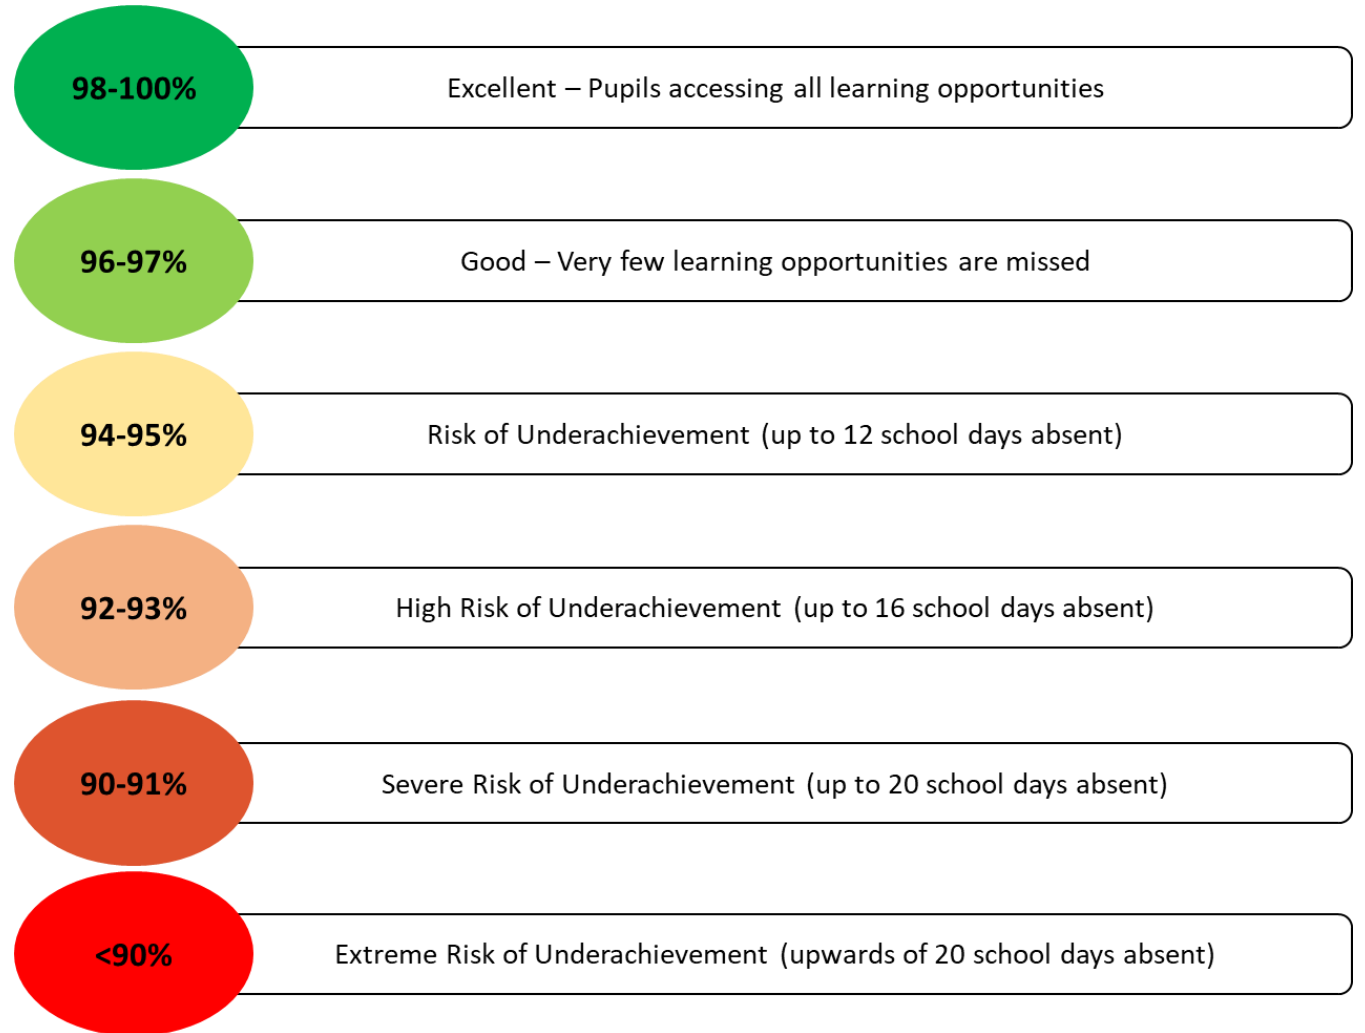 98-100%
Excellent – Pupils accessing all learning opportunities
96-97%
Good – Very few learning opportunities are missed
94-95%
Risk of Underachievement (up to 12 school days absent)
92-93%
High Risk of Underachievement (up to 16 school days absent)
90-91%
Severe Risk of Underachievement (up to 20 school days absent)
<90%
Extreme Risk of Underachievement (upwards of 20 school days absent)